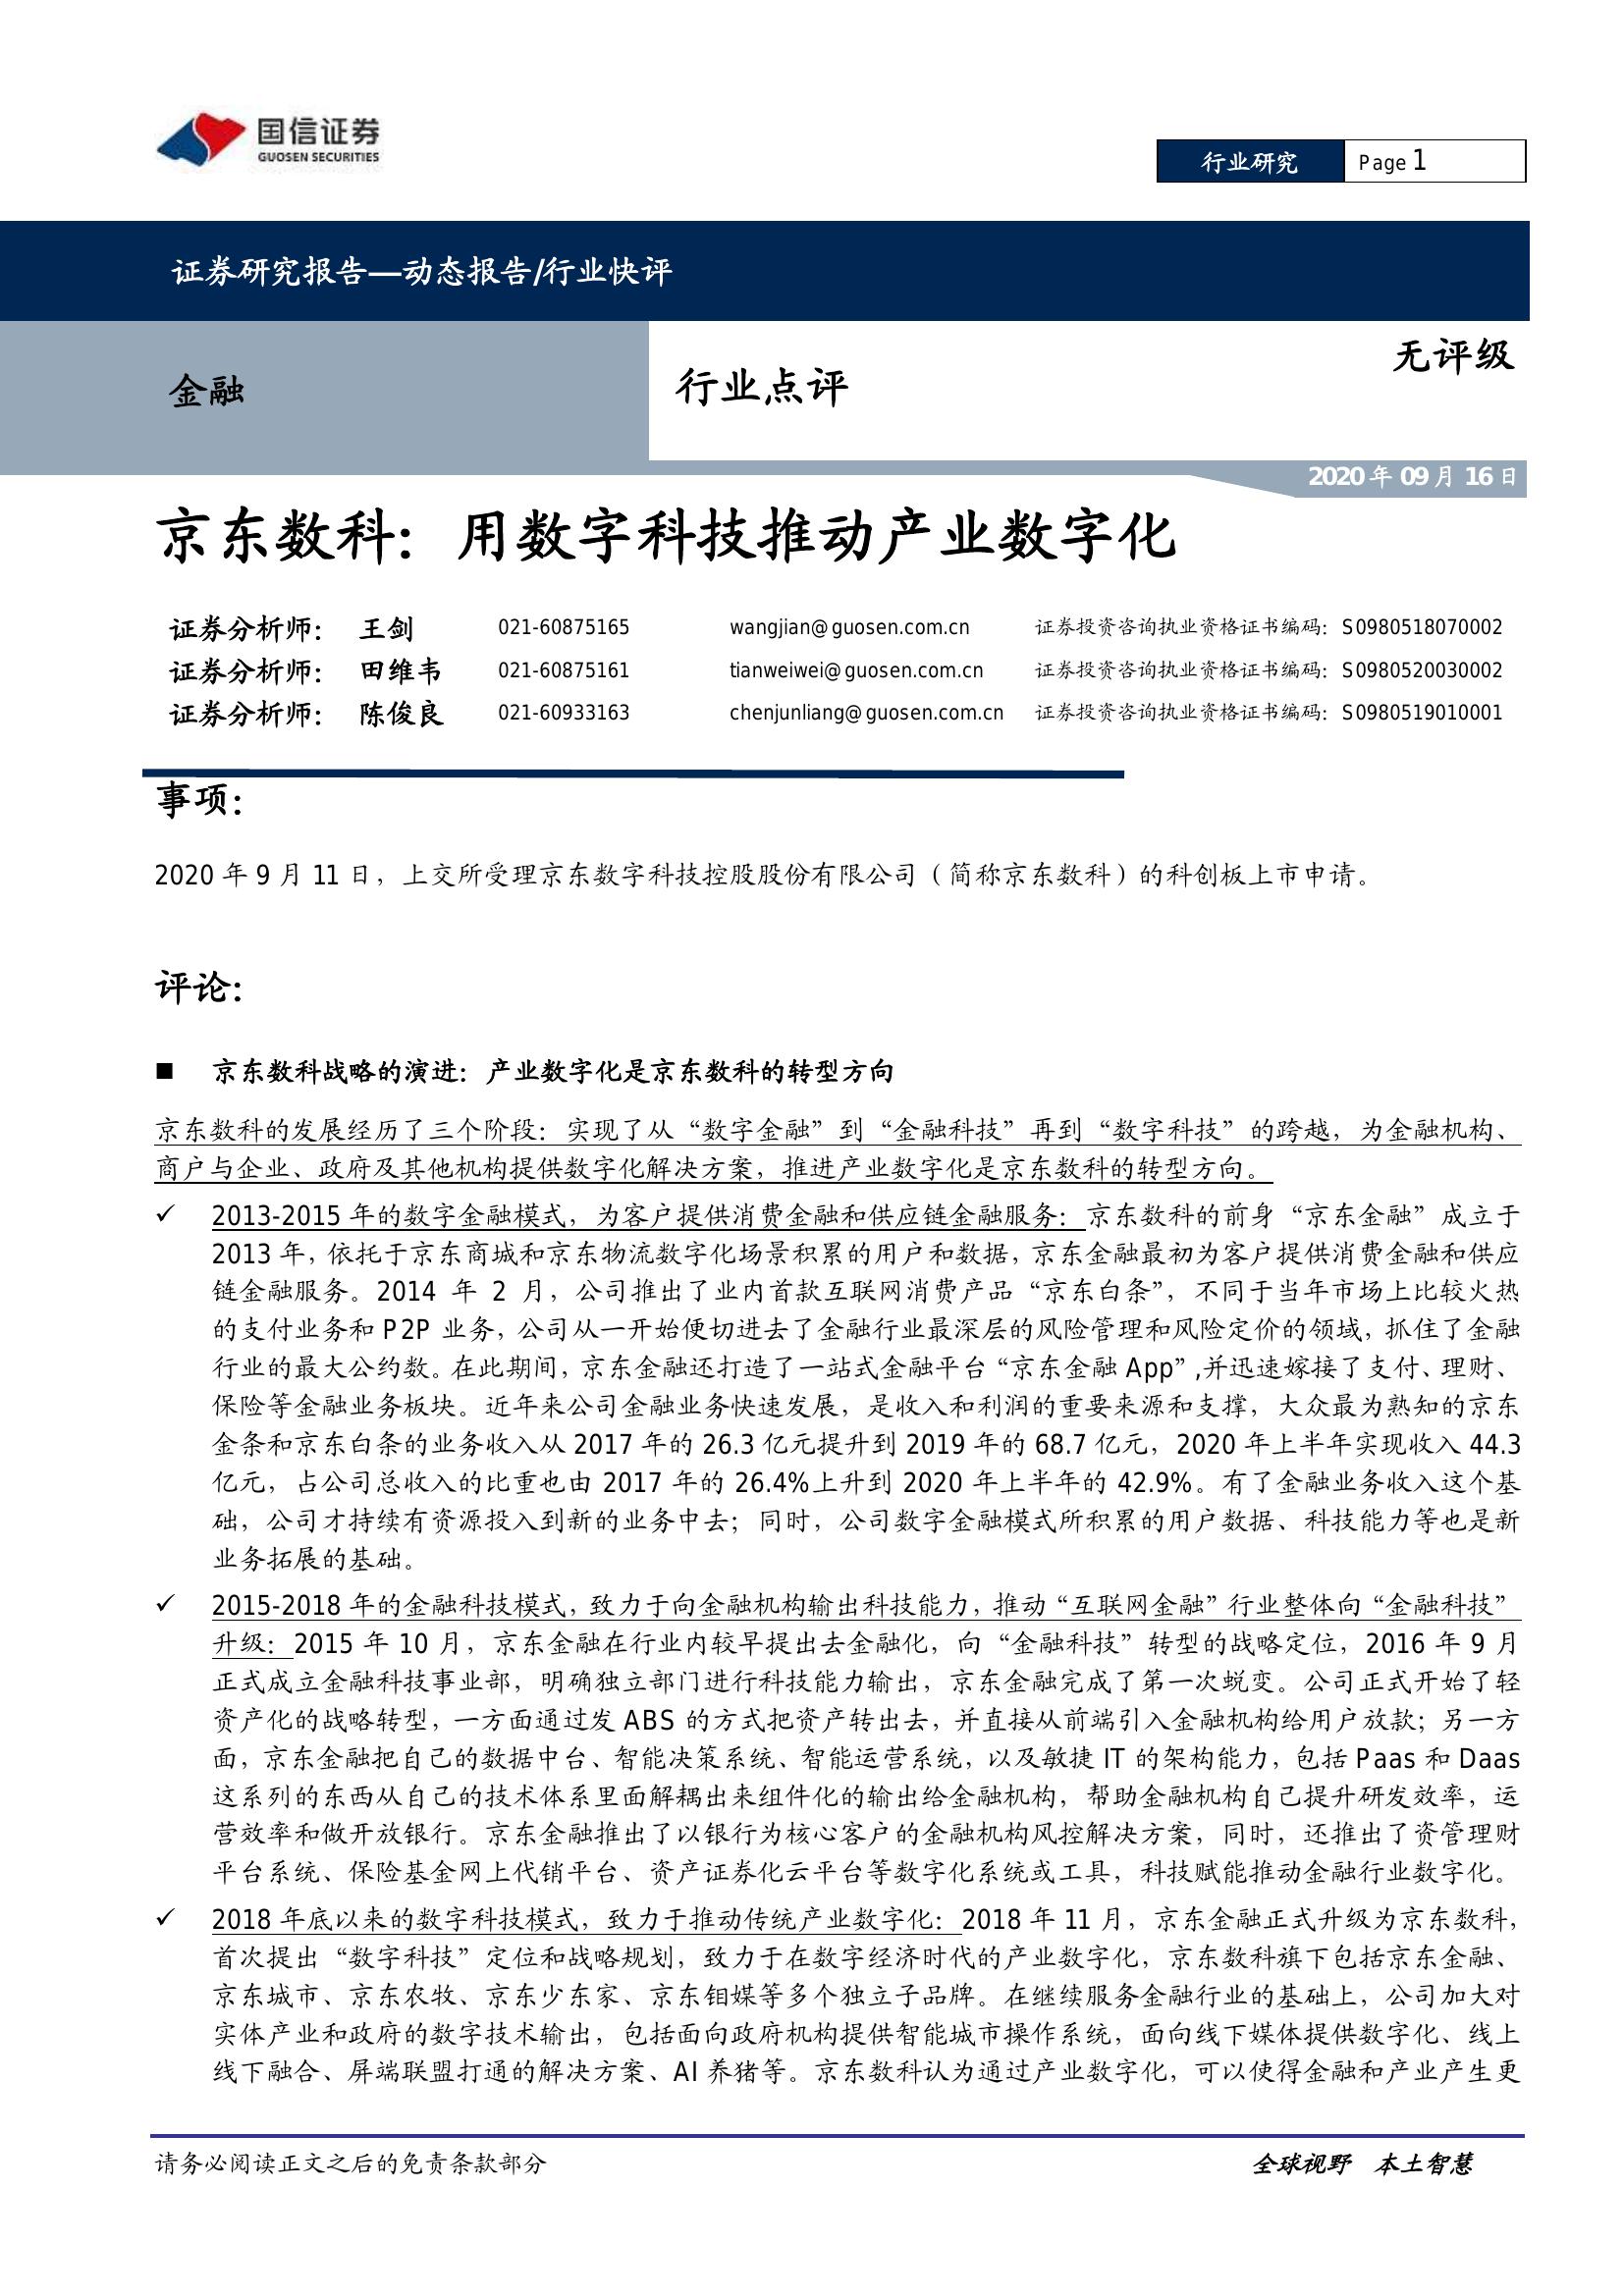 国信证券
GUOSEN SECURITIES
行业研究
Page 1
证券研究报告—动态报告/行业快评
金融
行业点评
无评级
2020 年 09 月 16 日
京东数科：用数字科技推动产业数字化
证券分析师： 王剑 021-60875165 wangjian@guosen.com.cn 证券投资咨询执业资格证书编码：S0980518070002
证券分析师： 田维韦 021-60875161 tianweiwei@guosen.com.cn 证券投资咨询执业资格证书编码：S0980520030002
证券分析师： 陈俊良 021-60933163 chenjunliang@guosen.com.cn 证券投资咨询执业资格证书编码：S0980519010001
事项：
2020 年 9 月 11 日，上交所受理京东数字科技控股股份有限公司（简称京东数科）的科创板上市申请。
评论：
■ 京东数科战略的演进：产业数字化是京东数科的转型方向
京东数科的发展经历了三个阶段：实现了从“数字金融”到“金融科技”再到“数字科技”的跨越，为金融机构、
商户与企业、政府及其他机构提供数字化解决方案，推进产业数字化是京东数科的转型方向。
✓ 2013-2015 年的数字金融模式，为客户提供消费金融和供应链金融服务：京东数科的前身“京东金融”成立于
2013 年，依托于京东商城和京东物流数字化场景积累的用户和数据，京东金融最初为客户提供消费金融和供应
链金融服务。2014 年 2 月，公司推出了业内首款互联网消费产品“京东白条”，不同于当年市场上比较火热
的支付业务和 P2P 业务，公司从一开始便切进去了金融行业最深层的风险管理和风险定价的领域，抓住了金融
行业的最大公约数。在此期间，京东金融还打造了一站式金融平台“京东金融 App”,并迅速嫁接了支付、理财、
保险等金融业务板块。近年来公司金融业务快速发展，是收入和利润的重要来源和支撑，大众最为熟知的京东
金条和京东白条的业务收入从 2017 年的 26.3 亿元提升到 2019 年的 68.7 亿元，2020 年上半年实现收入 44.3
亿元，占公司总收入的比重也由 2017 年的 26.4%上升到 2020 年上半年的 42.9%。有了金融业务收入这个基
础，公司才持续有资源投入到新的业务中去；同时，公司数字金融模式所积累的用户数据、科技能力等也是新
业务拓展的基础。
✓ 2015-2018 年的金融科技模式，致力于向金融机构输出科技能力，推动“互联网金融”行业整体向“金融科技”
升级：2015 年 10 月，京东金融在行业内较早提出去金融化，向“金融科技”转型的战略定位，2016 年 9 月
正式成立金融科技事业部，明确独立部门进行科技能力输出，京东金融完成了第一次蜕变。公司正式开始了轻
资产化的战略转型，一方面通过发 ABS 的方式把资产转出去，并直接从前端引入金融机构给用户放款；另一方
面，京东金融把自己的数据中台、智能决策系统、智能运营系统，以及敏捷 IT 的架构能力，包括 Paas 和 Daas
这系列的东西从自己的技术体系里面解耦出来组件化的输出给金融机构，帮助金融机构自己提升研发效率，运
营效率和做开放银行。京东金融推出了以银行为核心客户的金融机构风控解决方案，同时，还推出了资管理财
平台系统、保险基金网上代销平台、资产证券化云平台等数字化系统或工具，科技赋能推动金融行业数字化。
✓ 2018 年底以来的数字科技模式，致力于推动传统产业数字化：2018 年 11 月，京东金融正式升级为京东数科，
首次提出“数字科技”定位和战略规划，致力于在数字经济时代的产业数字化，京东数科旗下包括京东金融、
京东城市、京东农牧、京东少东家、京东钼媒等多个独立子品牌。在继续服务金融行业的基础上，公司加大对
实体产业和政府的数字技术输出，包括面向政府机构提供智能城市操作系统，面向线下媒体提供数字化、线上
线下融合、屏端联盟打通的解决方案、AI 养猪等。京东数科认为通过产业数字化，可以使得金融和产业产生更
请务必阅读正文之后的免责条款部分
全球视野 本土智慧